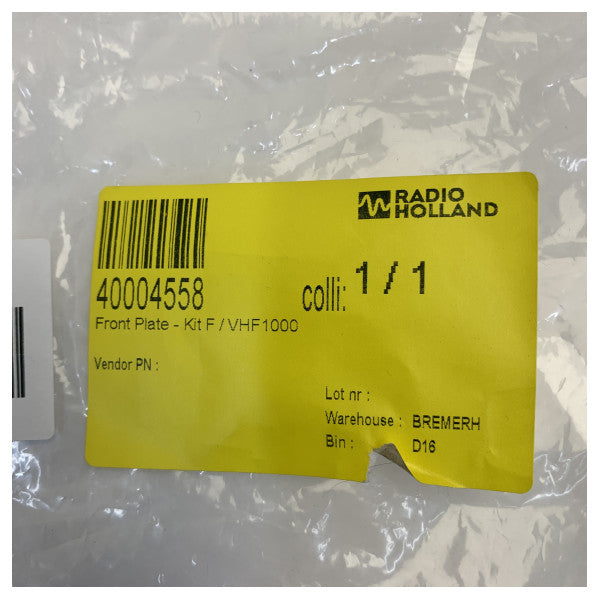 RADIO
HOLLAND
40004558
colli: 1 / 1
Front Plate - Kit F / VHF1000
Vendor PN :
Lot nr :
Warehouse : BREMERH
Bin : D16